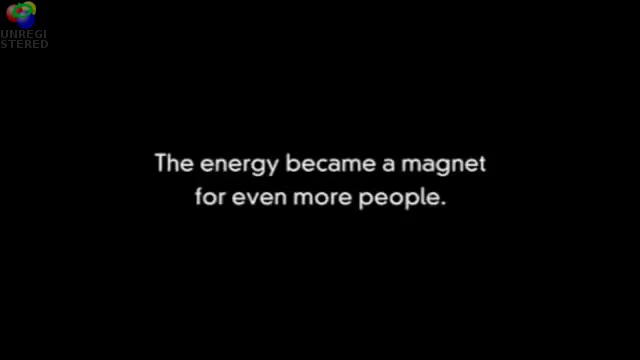 UNREGI
STERED
The energy became a magnet
for even more people.